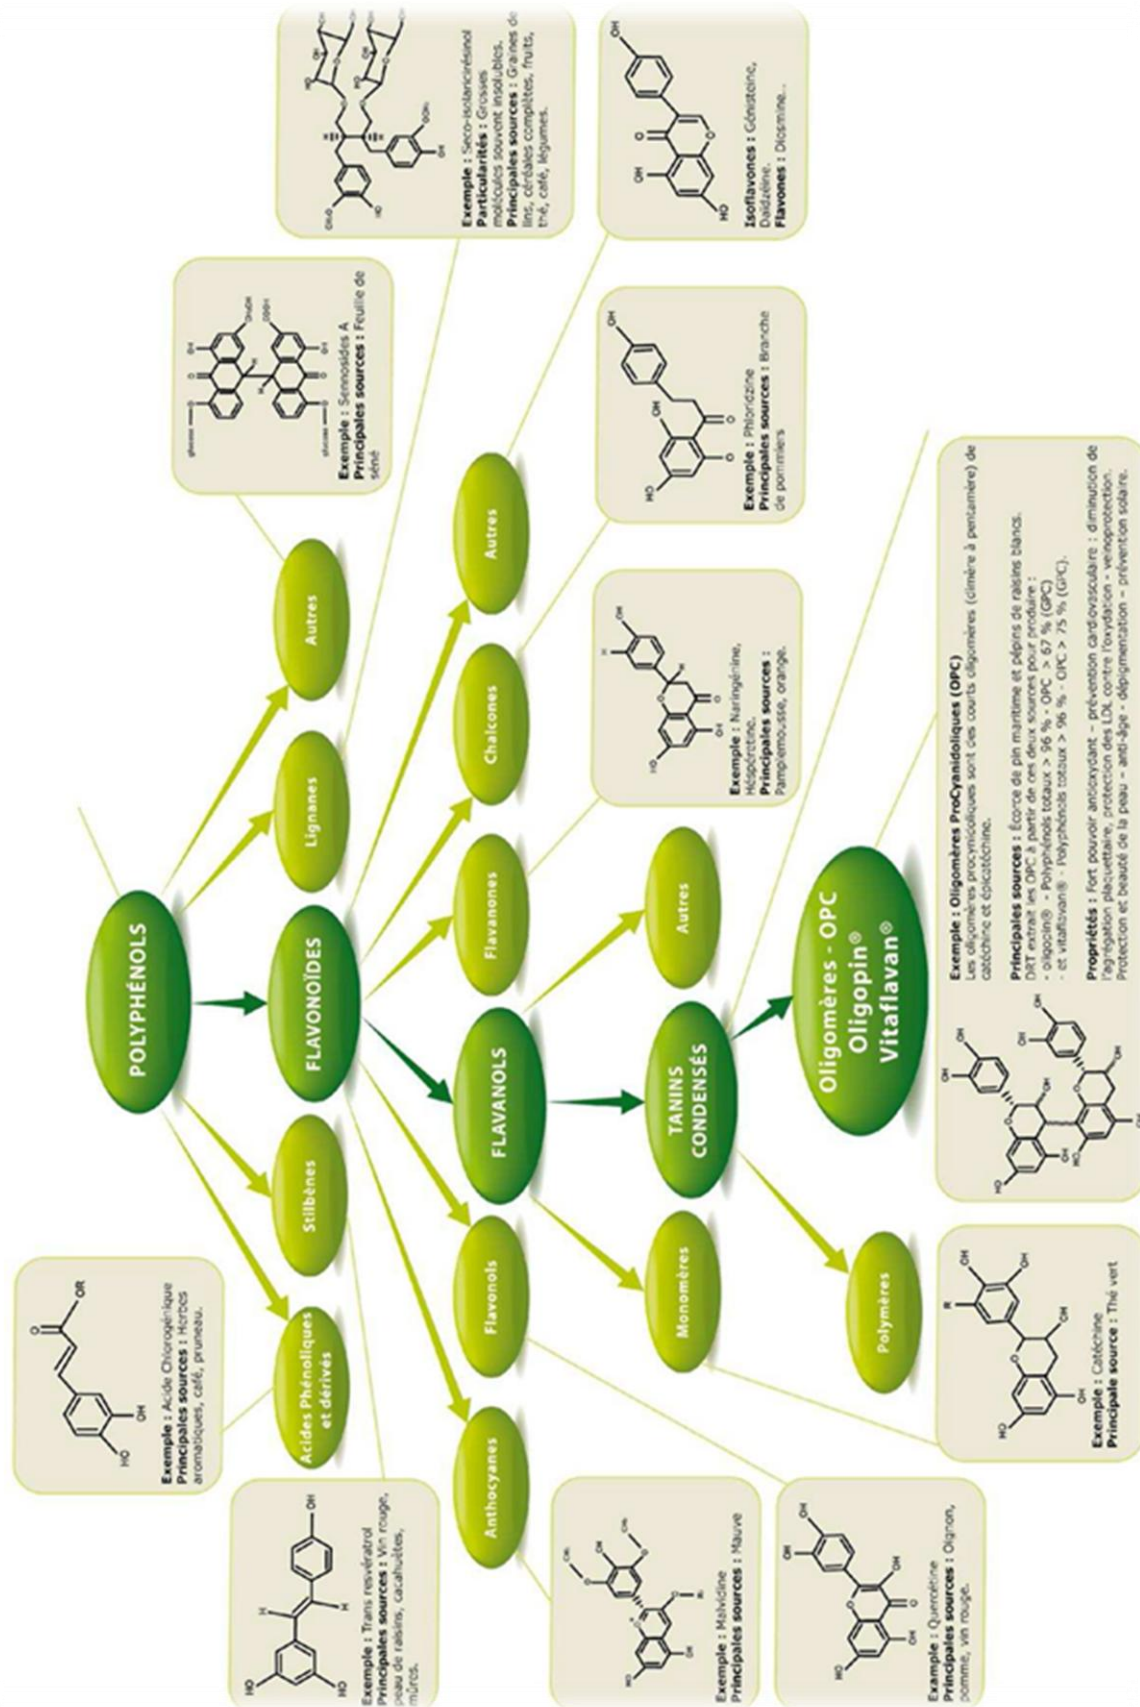 POLYPHÉNOLS
Acides Phénoliques
et dérivés
Stilbènes
FLAVONOÏDES
Lignanes
Autres
Anthocyanes
Flavonols
FLAVANOLS
Flavanones
Chalcones
Autres
Monomères
TANINS
CONDENSÉS
Autres
Polymères
Oligomères - OPC
Oligopin®
Vitaflavan®
Exemple : Acide Chlorogénique
Principales sources : Herbes
aromatiques, café, pruneau.
Exemple : Trans resvératrol
Principales sources : Vin rouge,
peau de raisins, cacahuètes,
mûres.
Exemple : Sennosides A
Principales sources : Feuille de
séné
Exemple : Seco-isolaricirésinol
Particularités : Grosses
molécules souvent insolubles.
Principales sources : Graines de
lins, céréales complètes, fruits,
thé, café, légumes.
Exemple : Malvidine
Principales sources : Mauve
Example : Quercétine
Principales sources : Oignon,
pomme, vin rouge.
Exemple : Naringénine,
Héspérétine.
Principales sources :
Pamplemousse, orange.
Exemple : Phloridzine
Principales sources : Branche
de pommiers
Isoflavones : Génisteine,
Daidzéine.
Flavones : Diosmine...
Exemple : Catéchine
Principale source : Thé vert
Exemple : Oligomères ProCyanidoliques (OPC)
Les oligomères procynidoliques sont des courts oligomères (dimère à pentamère) de
catéchine et épicatéchine.
Principales sources : Écorce de pin maritime et pépins de raisins blancs.
DRT extrait les OPC à partir de ces deux sources pour produire :
- oligopin® - Polyphénols totaux > 96 % - OPC > 67 % (GPC)
- et vitaflavan® - Polyphénols totaux > 96 % - OPC > 75 % (GPC).
Propriétés : Fort pouvoir antioxydant – prévention cardiovasculaire : diminution de
l'agrégation plaquettaire, protection des LDL contre l'oxydation - veinoprotection.
Protection et beauté de la peau – anti-âge - dépigmentation – prévention solaire.